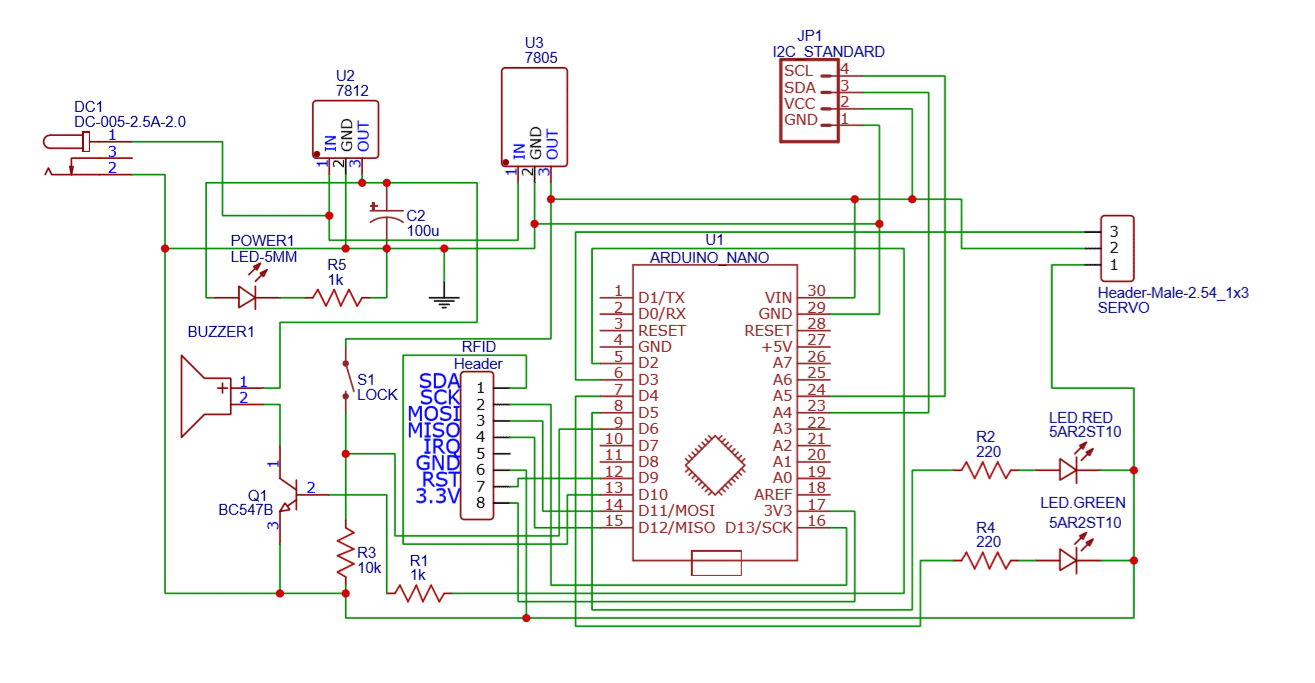 JP1
I2C_STANDARD
SCL 4
SDA 3
VCC 2
GND 1
U3
7805
IN GND OUT
1 2 3
U2
7812
IN GND OUT
1 2 3
DC1
DC-005-2.5A-2.0
1
3
2
C2
100u
POWER1
LED-5MM
R5
1k
BUZZER1
1
2
S1
LOCK
RFID
Header
SDA 1
SCK 2
MOSI 3
MISO 4
IRQ 5
GND 6
RST 7
3.3V 8
Q1
BC547B
1
2
3
R3
10k
R1
1k
U1
ARDUINO_NANO
1 D1/TX VIN 30
2 D0/RX GND 29
3 RESET RESET 28
4 GND +5V 27
5 D2 A7 26
6 D3 A6 25
7 D4 A5 24
8 D5 A4 23
9 D6 A3 22
10 D7 A2 21
11 D8 A1 20
12 D9 A0 19
13 D10 AREF 18
14 D11/MOSI 3V3 17
15 D12/MISO D13/SCK 16
3
2
1
Header-Male-2.54_1x3
SERVO
LED.RED
5AR2ST10
R2
220
LED.GREEN
5AR2ST10
R4
220